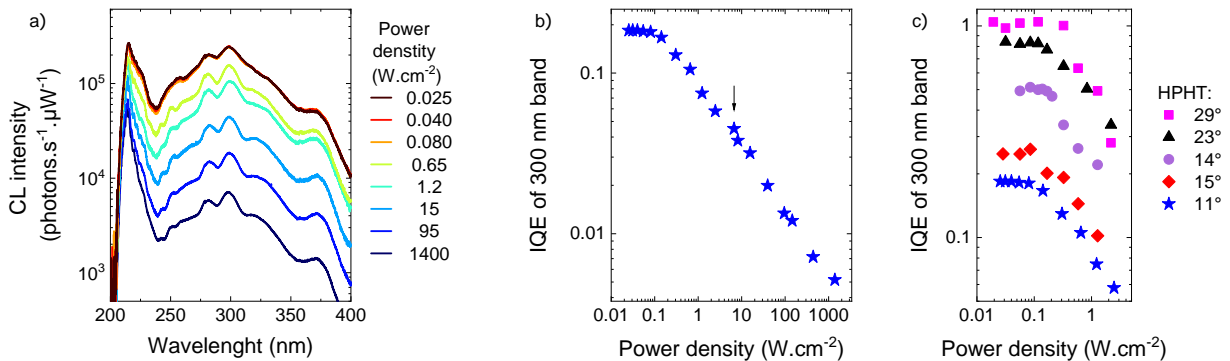 a)
Power
denstity
(W.cm-2)
0.025
0.040
0.080
0.65
1.2
15
95
1400
CL intensity
(photons.s-1.µW-1)
10^5
10^4
10^3
200 250 300 350 400
Wavelenght (nm)
b)
IQE of 300 nm band
0.1
0.01
0.01 0.1 1 10 100 1000
Power density (W.cm-2)
c)
IQE of 300 nm band
1
0.1
0.01 0.1 1
Power density (W.cm-2)
HPHT:
29°
23°
14°
15°
11°